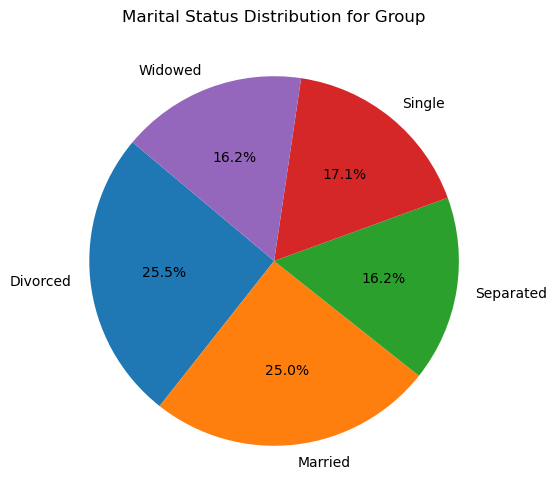 Marital Status Distribution for Group
Widowed
Single
16.2%
17.1%
Divorced
25.5%
16.2%
Separated
25.0%
Married